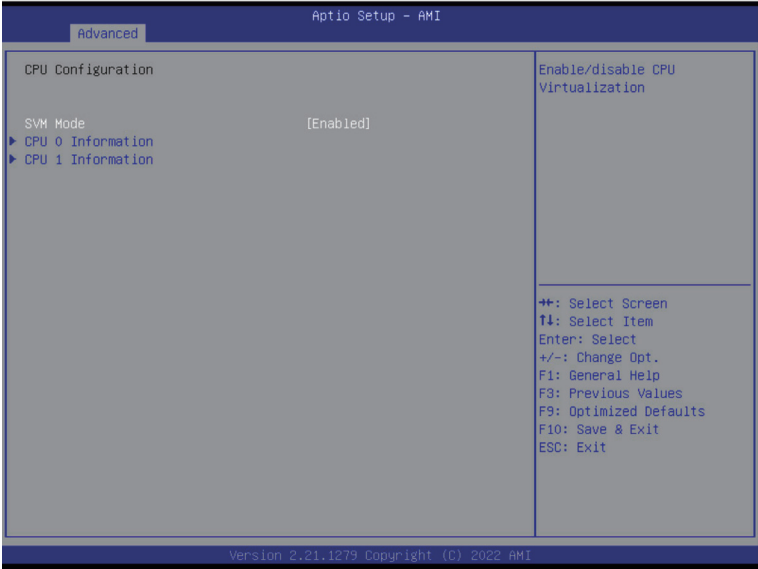 Aptio Setup – AMI
Advanced
CPU Configuration
SVM Mode [Enabled]
CPU 0 Information
CPU 1 Information
Enable/disable CPU
Virtualization
→←: Select Screen
↑↓: Select Item
Enter: Select
+/-: Change Opt.
F1: General Help
F3: Previous Values
F9: Optimized Defaults
F10: Save & Exit
ESC: Exit
Version 2.21.1279 Copyright (C) 2022 AMI